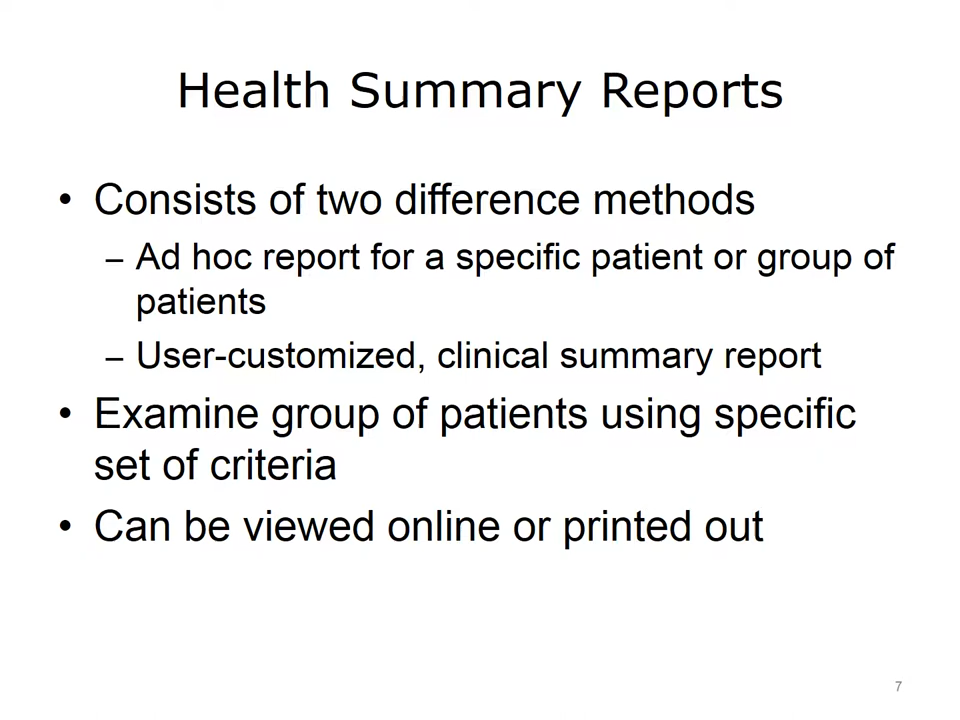 Health Summary Reports
• Consists of two difference methods
– Ad hoc report for a specific patient or group of
patients
– User-customized, clinical summary report
• Examine group of patients using specific
set of criteria
• Can be viewed online or printed out
7